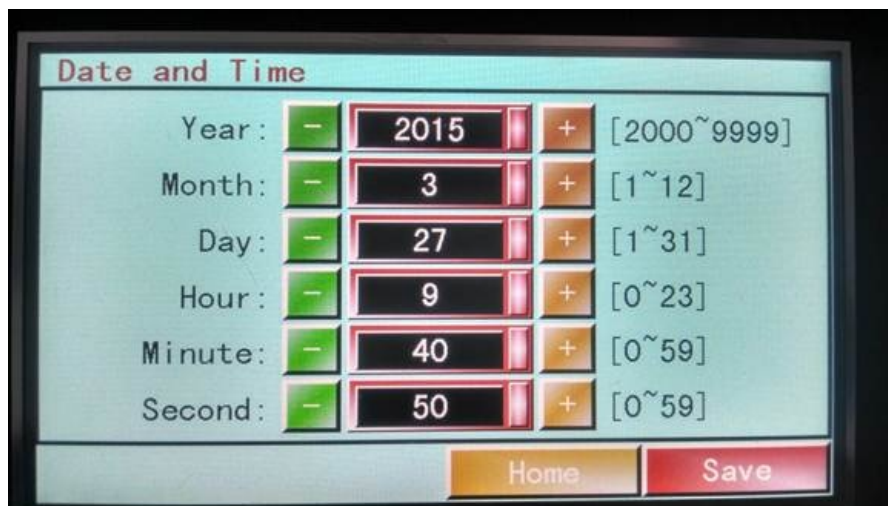 Date and Time
Year: - 2015 + [2000~9999]
Month: - 3 + [1~12]
Day: - 27 + [1~31]
Hour: - 9 + [0~23]
Minute: - 40 + [0~59]
Second: - 50 + [0~59]
Home Save